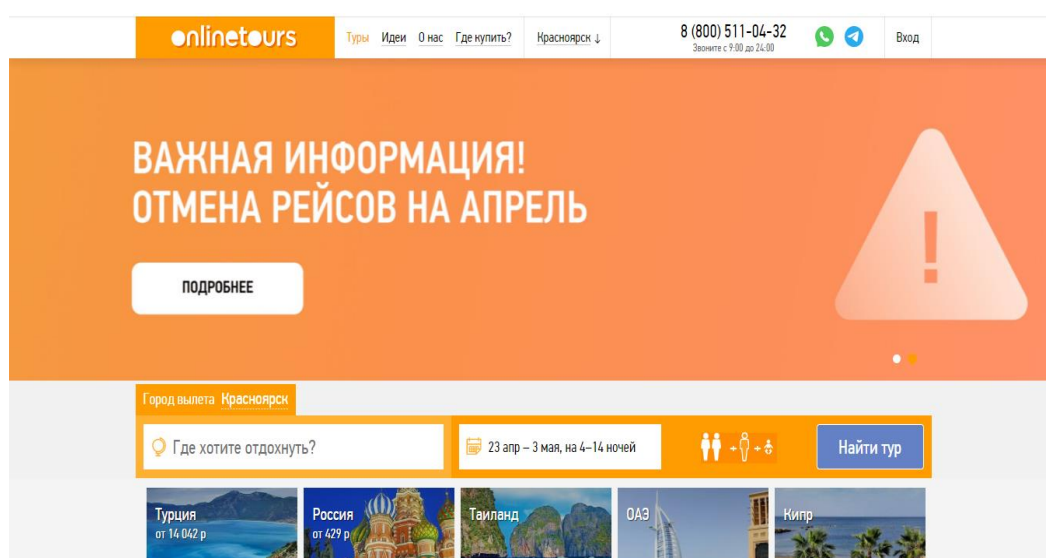 onlinetours
Туры Идеи О нас Где купить? Красноярск ↓
8 (800) 511-04-32
Звоните с 9:00 до 24:00
Вход
ВАЖНАЯ ИНФОРМАЦИЯ!
ОТМЕНА РЕЙСОВ НА АПРЕЛЬ
ПОДРОБНЕЕ
Город вылета Красноярск
Где хотите отдохнуть?
23 апр – 3 мая, на 4–14 ночей
Найти тур
Турция
от 14 042 р
Россия
от 429 р
Таиланд
ОАЭ
Кипр